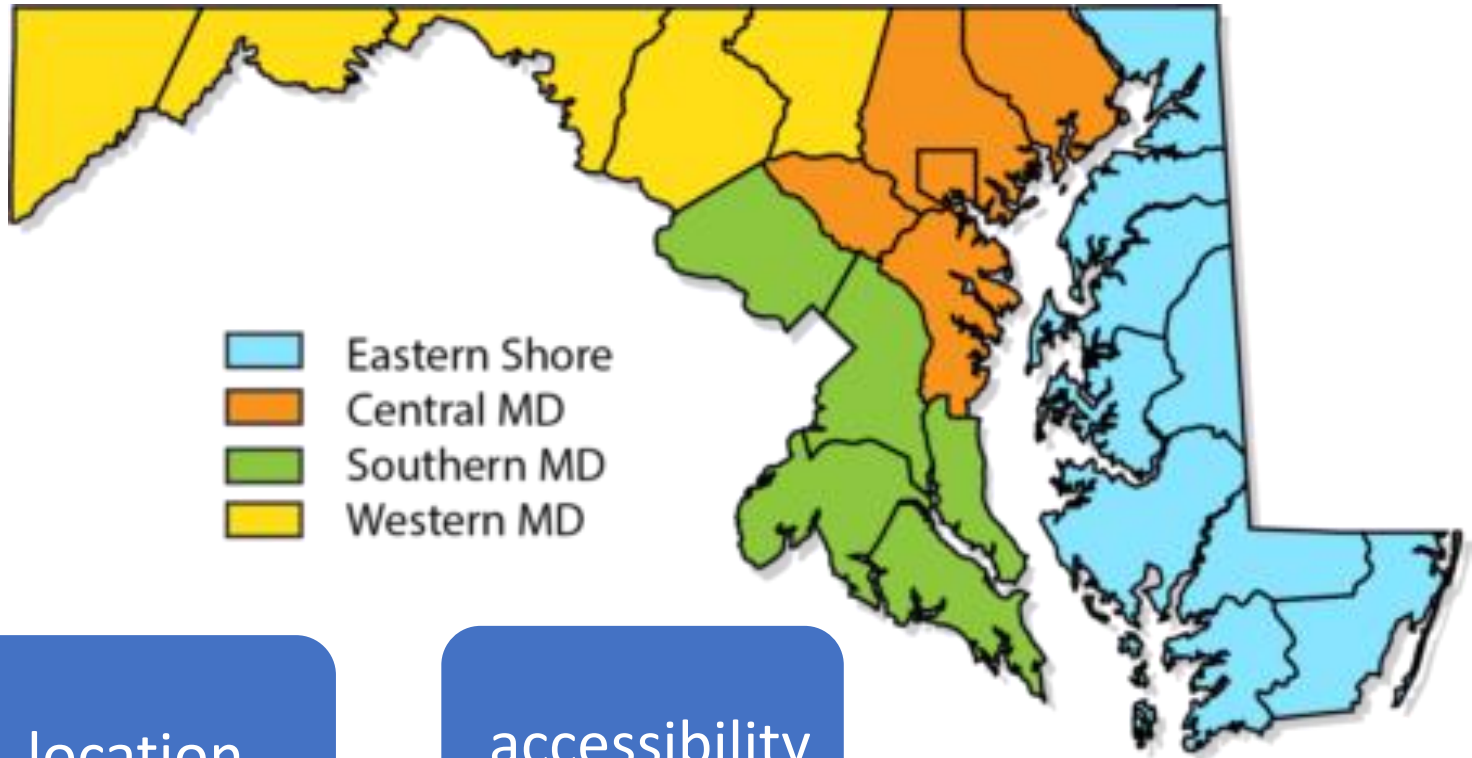 Eastern Shore
Central MD
Southern MD
Western MD
location
accessibility